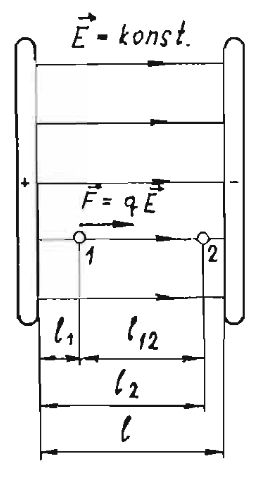 E⃗ = konst.
+ -
F⃗ = qE⃗
1 2
l₁ l₁₂
l₂
l